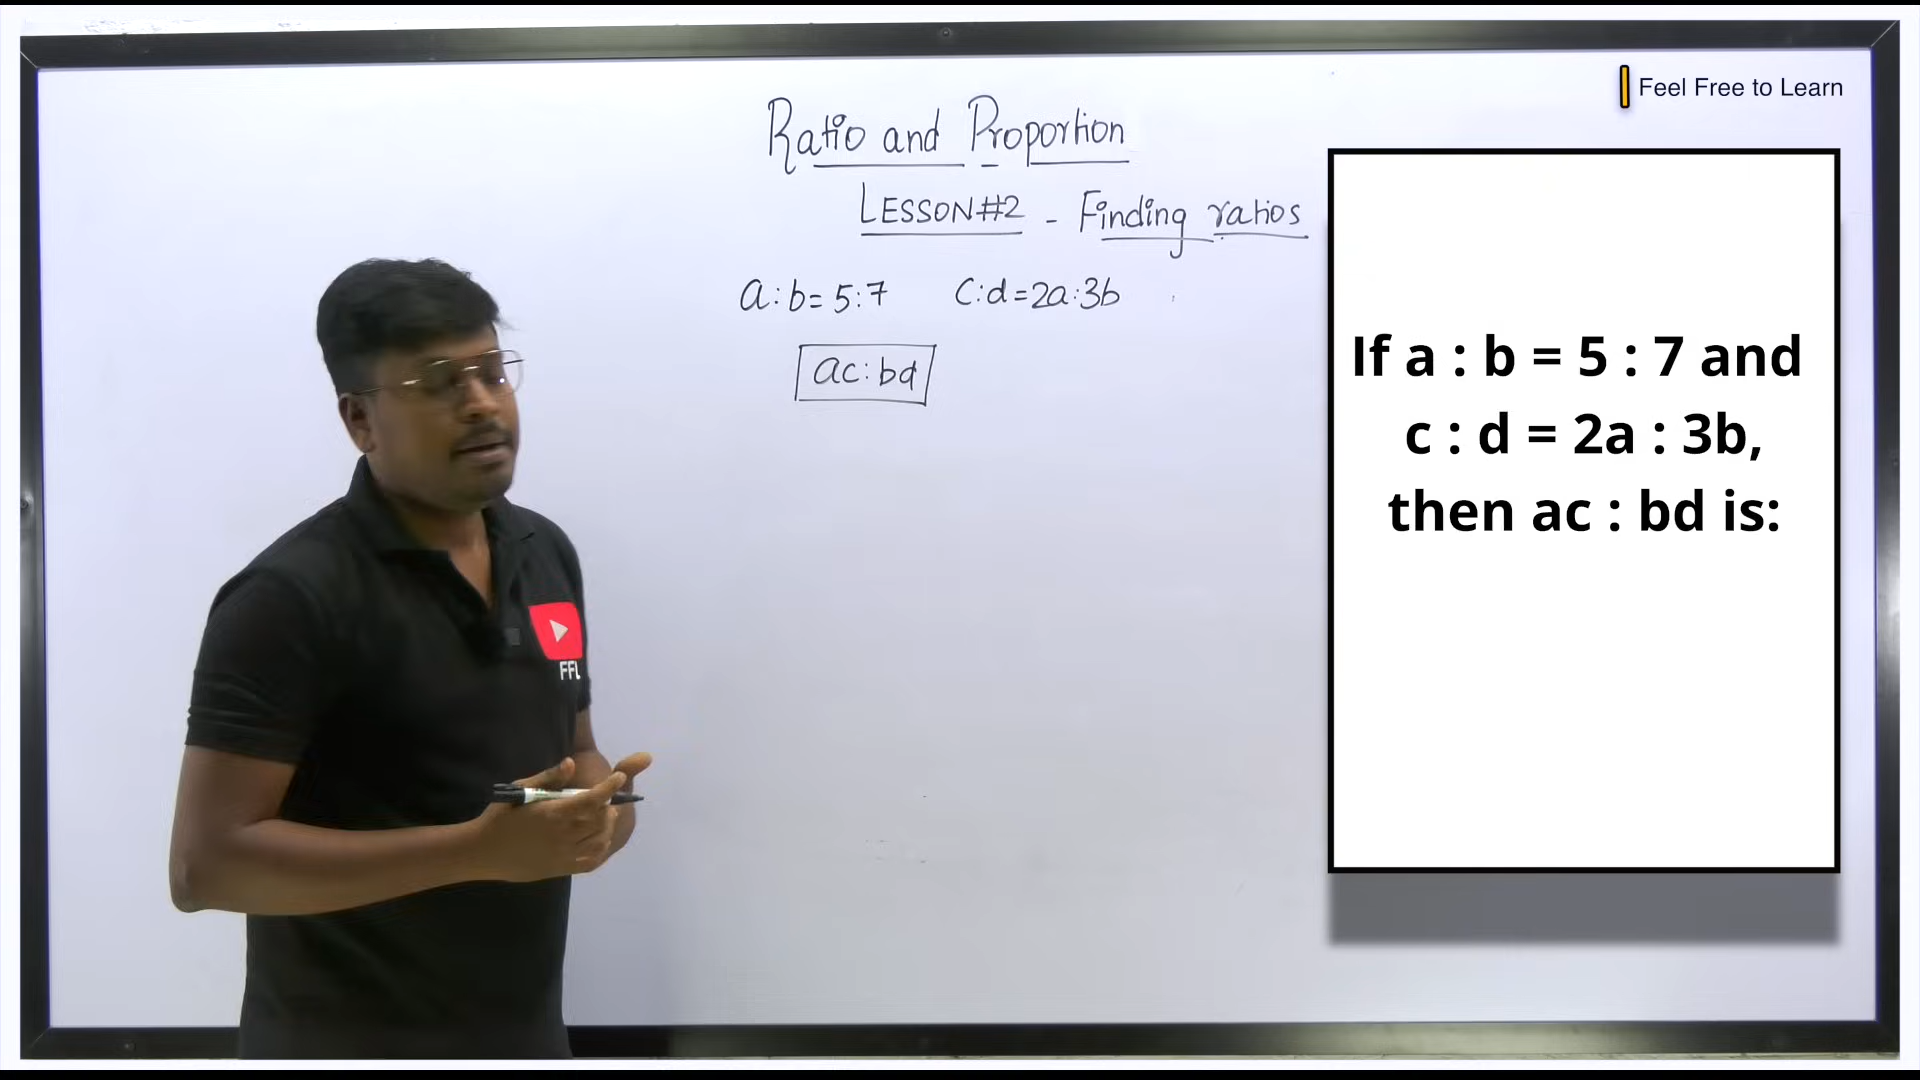 Feel Free to Learn
Ratio and Proportion
LESSON#2 - Finding ratios
a:b=5:7 c:d=2a:3b
ac:bd
If a : b = 5 : 7 and
c : d = 2a : 3b,
then ac : bd is:
FFL